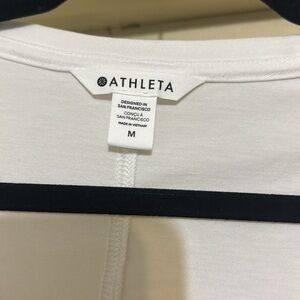 ATHLETA
DESIGNED IN
SAN FRANCISCO
CONÇU À
SAN FRANCISCO
MADE IN VIETNAM
M